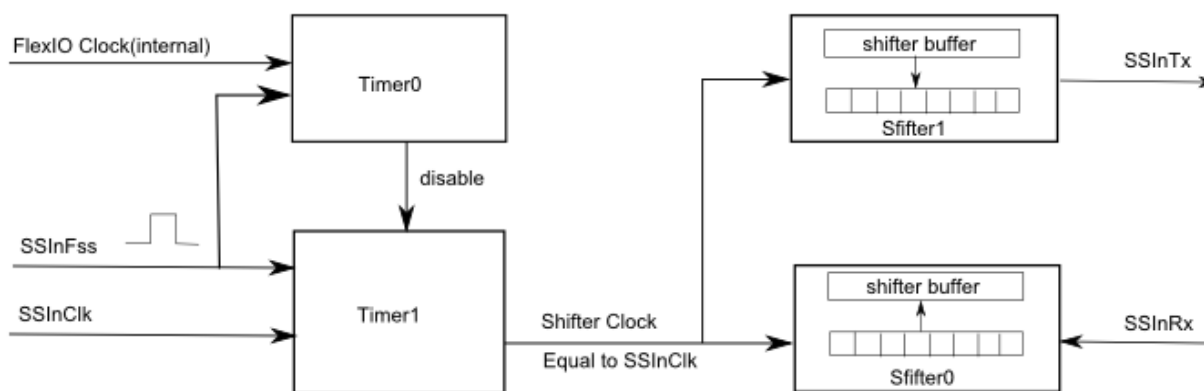 FlexIO Clock(internal)
Timer0
shifter buffer
Sfifter1
SSInTx
disable
SSInFss
SSInClk
Timer1
Shifter Clock
Equal to SSInClk
shifter buffer
Sfifter0
SSInRx